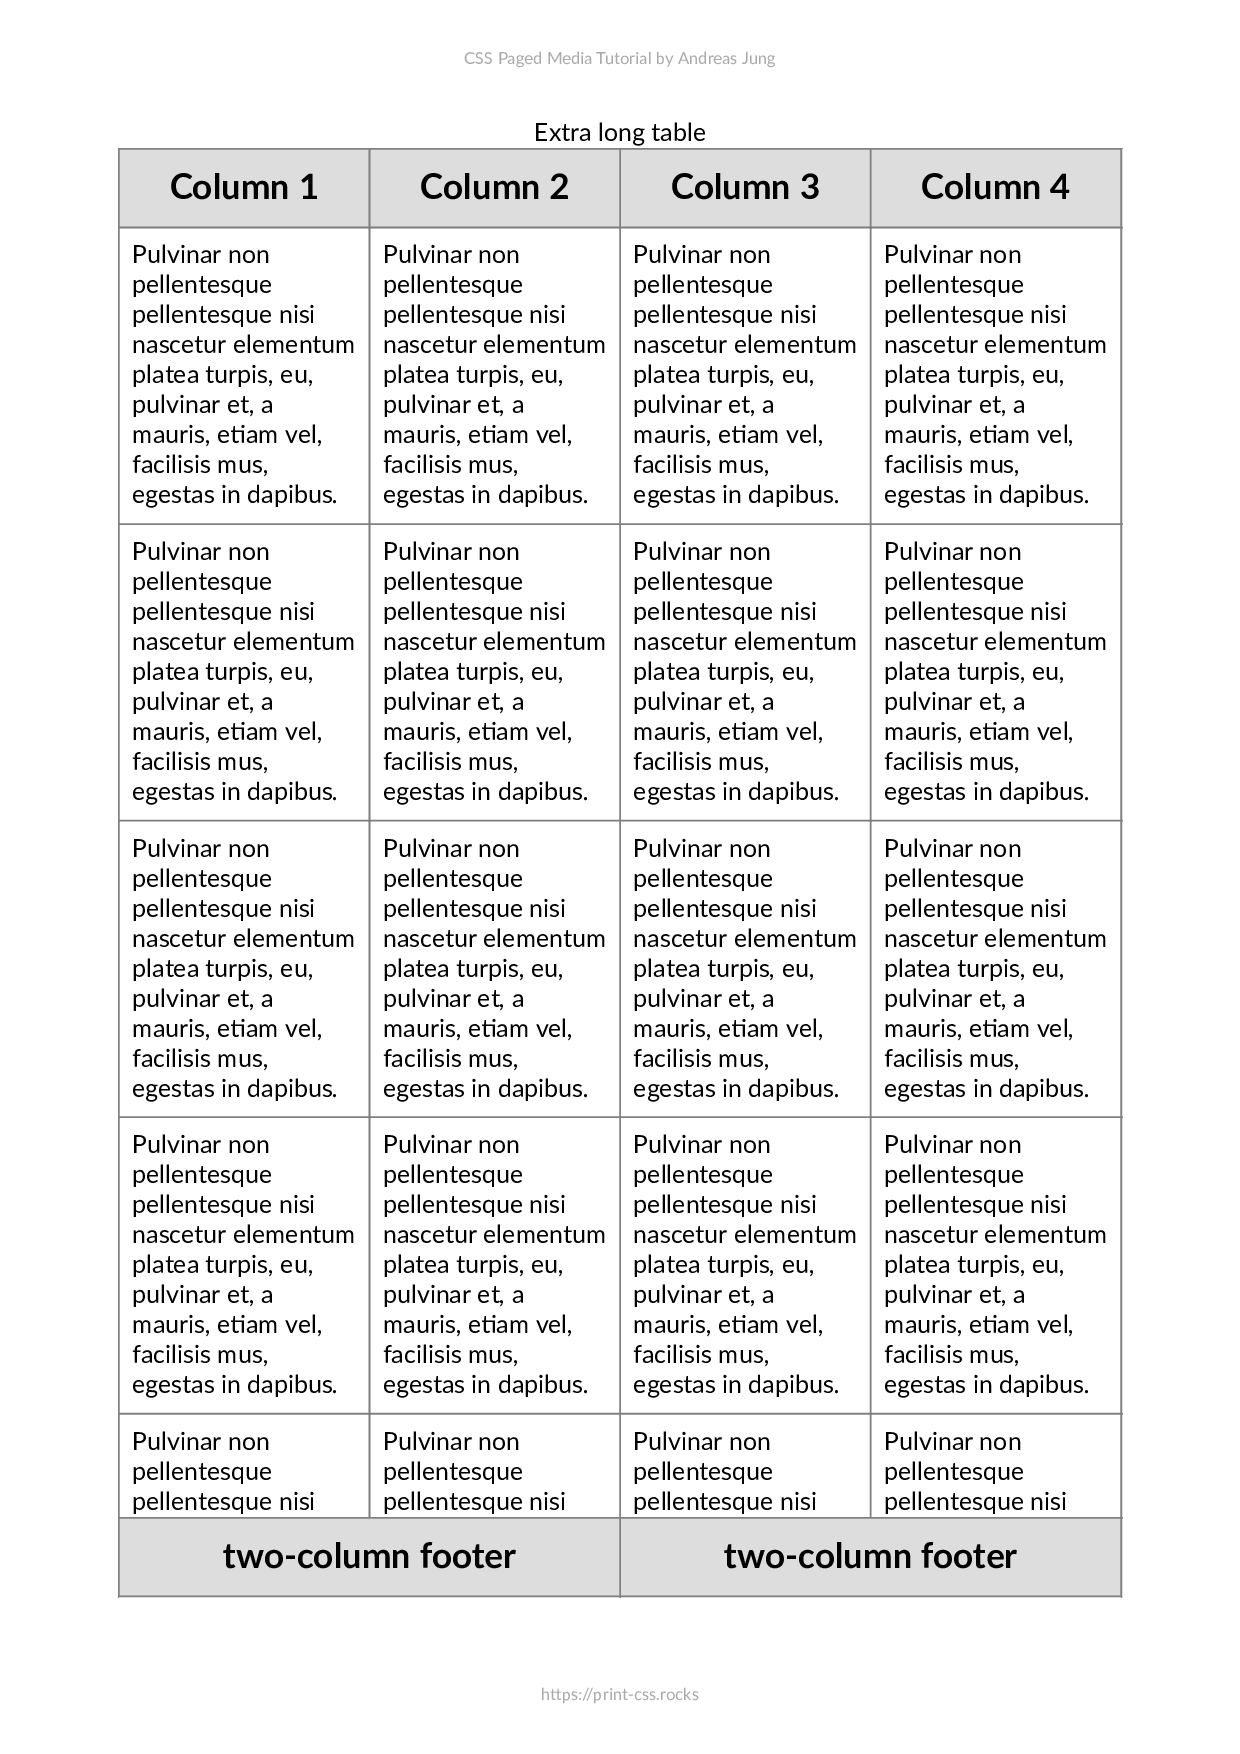 CSS Paged Media Tutorial by Andreas Jung
Extra long table
Column 1 Column 2 Column 3 Column 4
Pulvinar non Pulvinar non Pulvinar non Pulvinar non
pellentesque pellentesque pellentesque pellentesque
pellentesque nisi pellentesque nisi pellentesque nisi pellentesque nisi
nascetur elementum nascetur elementum nascetur elementum nascetur elementum
platea turpis, eu, platea turpis, eu, platea turpis, eu, platea turpis, eu,
pulvinar et, a pulvinar et, a pulvinar et, a pulvinar et, a
mauris, etiam vel, mauris, etiam vel, mauris, etiam vel, mauris, etiam vel,
facilisis mus, facilisis mus, facilisis mus, facilisis mus,
egestas in dapibus. egestas in dapibus. egestas in dapibus. egestas in dapibus.
Pulvinar non Pulvinar non Pulvinar non Pulvinar non
pellentesque pellentesque pellentesque pellentesque
pellentesque nisi pellentesque nisi pellentesque nisi pellentesque nisi
nascetur elementum nascetur elementum nascetur elementum nascetur elementum
platea turpis, eu, platea turpis, eu, platea turpis, eu, platea turpis, eu,
pulvinar et, a pulvinar et, a pulvinar et, a pulvinar et, a
mauris, etiam vel, mauris, etiam vel, mauris, etiam vel, mauris, etiam vel,
facilisis mus, facilisis mus, facilisis mus, facilisis mus,
egestas in dapibus. egestas in dapibus. egestas in dapibus. egestas in dapibus.
Pulvinar non Pulvinar non Pulvinar non Pulvinar non
pellentesque pellentesque pellentesque pellentesque
pellentesque nisi pellentesque nisi pellentesque nisi pellentesque nisi
nascetur elementum nascetur elementum nascetur elementum nascetur elementum
platea turpis, eu, platea turpis, eu, platea turpis, eu, platea turpis, eu,
pulvinar et, a pulvinar et, a pulvinar et, a pulvinar et, a
mauris, etiam vel, mauris, etiam vel, mauris, etiam vel, mauris, etiam vel,
facilisis mus, facilisis mus, facilisis mus, facilisis mus,
egestas in dapibus. egestas in dapibus. egestas in dapibus. egestas in dapibus.
Pulvinar non Pulvinar non Pulvinar non Pulvinar non
pellentesque pellentesque pellentesque pellentesque
pellentesque nisi pellentesque nisi pellentesque nisi pellentesque nisi
nascetur elementum nascetur elementum nascetur elementum nascetur elementum
platea turpis, eu, platea turpis, eu, platea turpis, eu, platea turpis, eu,
pulvinar et, a pulvinar et, a pulvinar et, a pulvinar et, a
mauris, etiam vel, mauris, etiam vel, mauris, etiam vel, mauris, etiam vel,
facilisis mus, facilisis mus, facilisis mus, facilisis mus,
egestas in dapibus. egestas in dapibus. egestas in dapibus. egestas in dapibus.
Pulvinar non Pulvinar non Pulvinar non Pulvinar non
pellentesque pellentesque pellentesque pellentesque
pellentesque nisi pellentesque nisi pellentesque nisi pellentesque nisi
two-column footer two-column footer
https://print-css.rocks